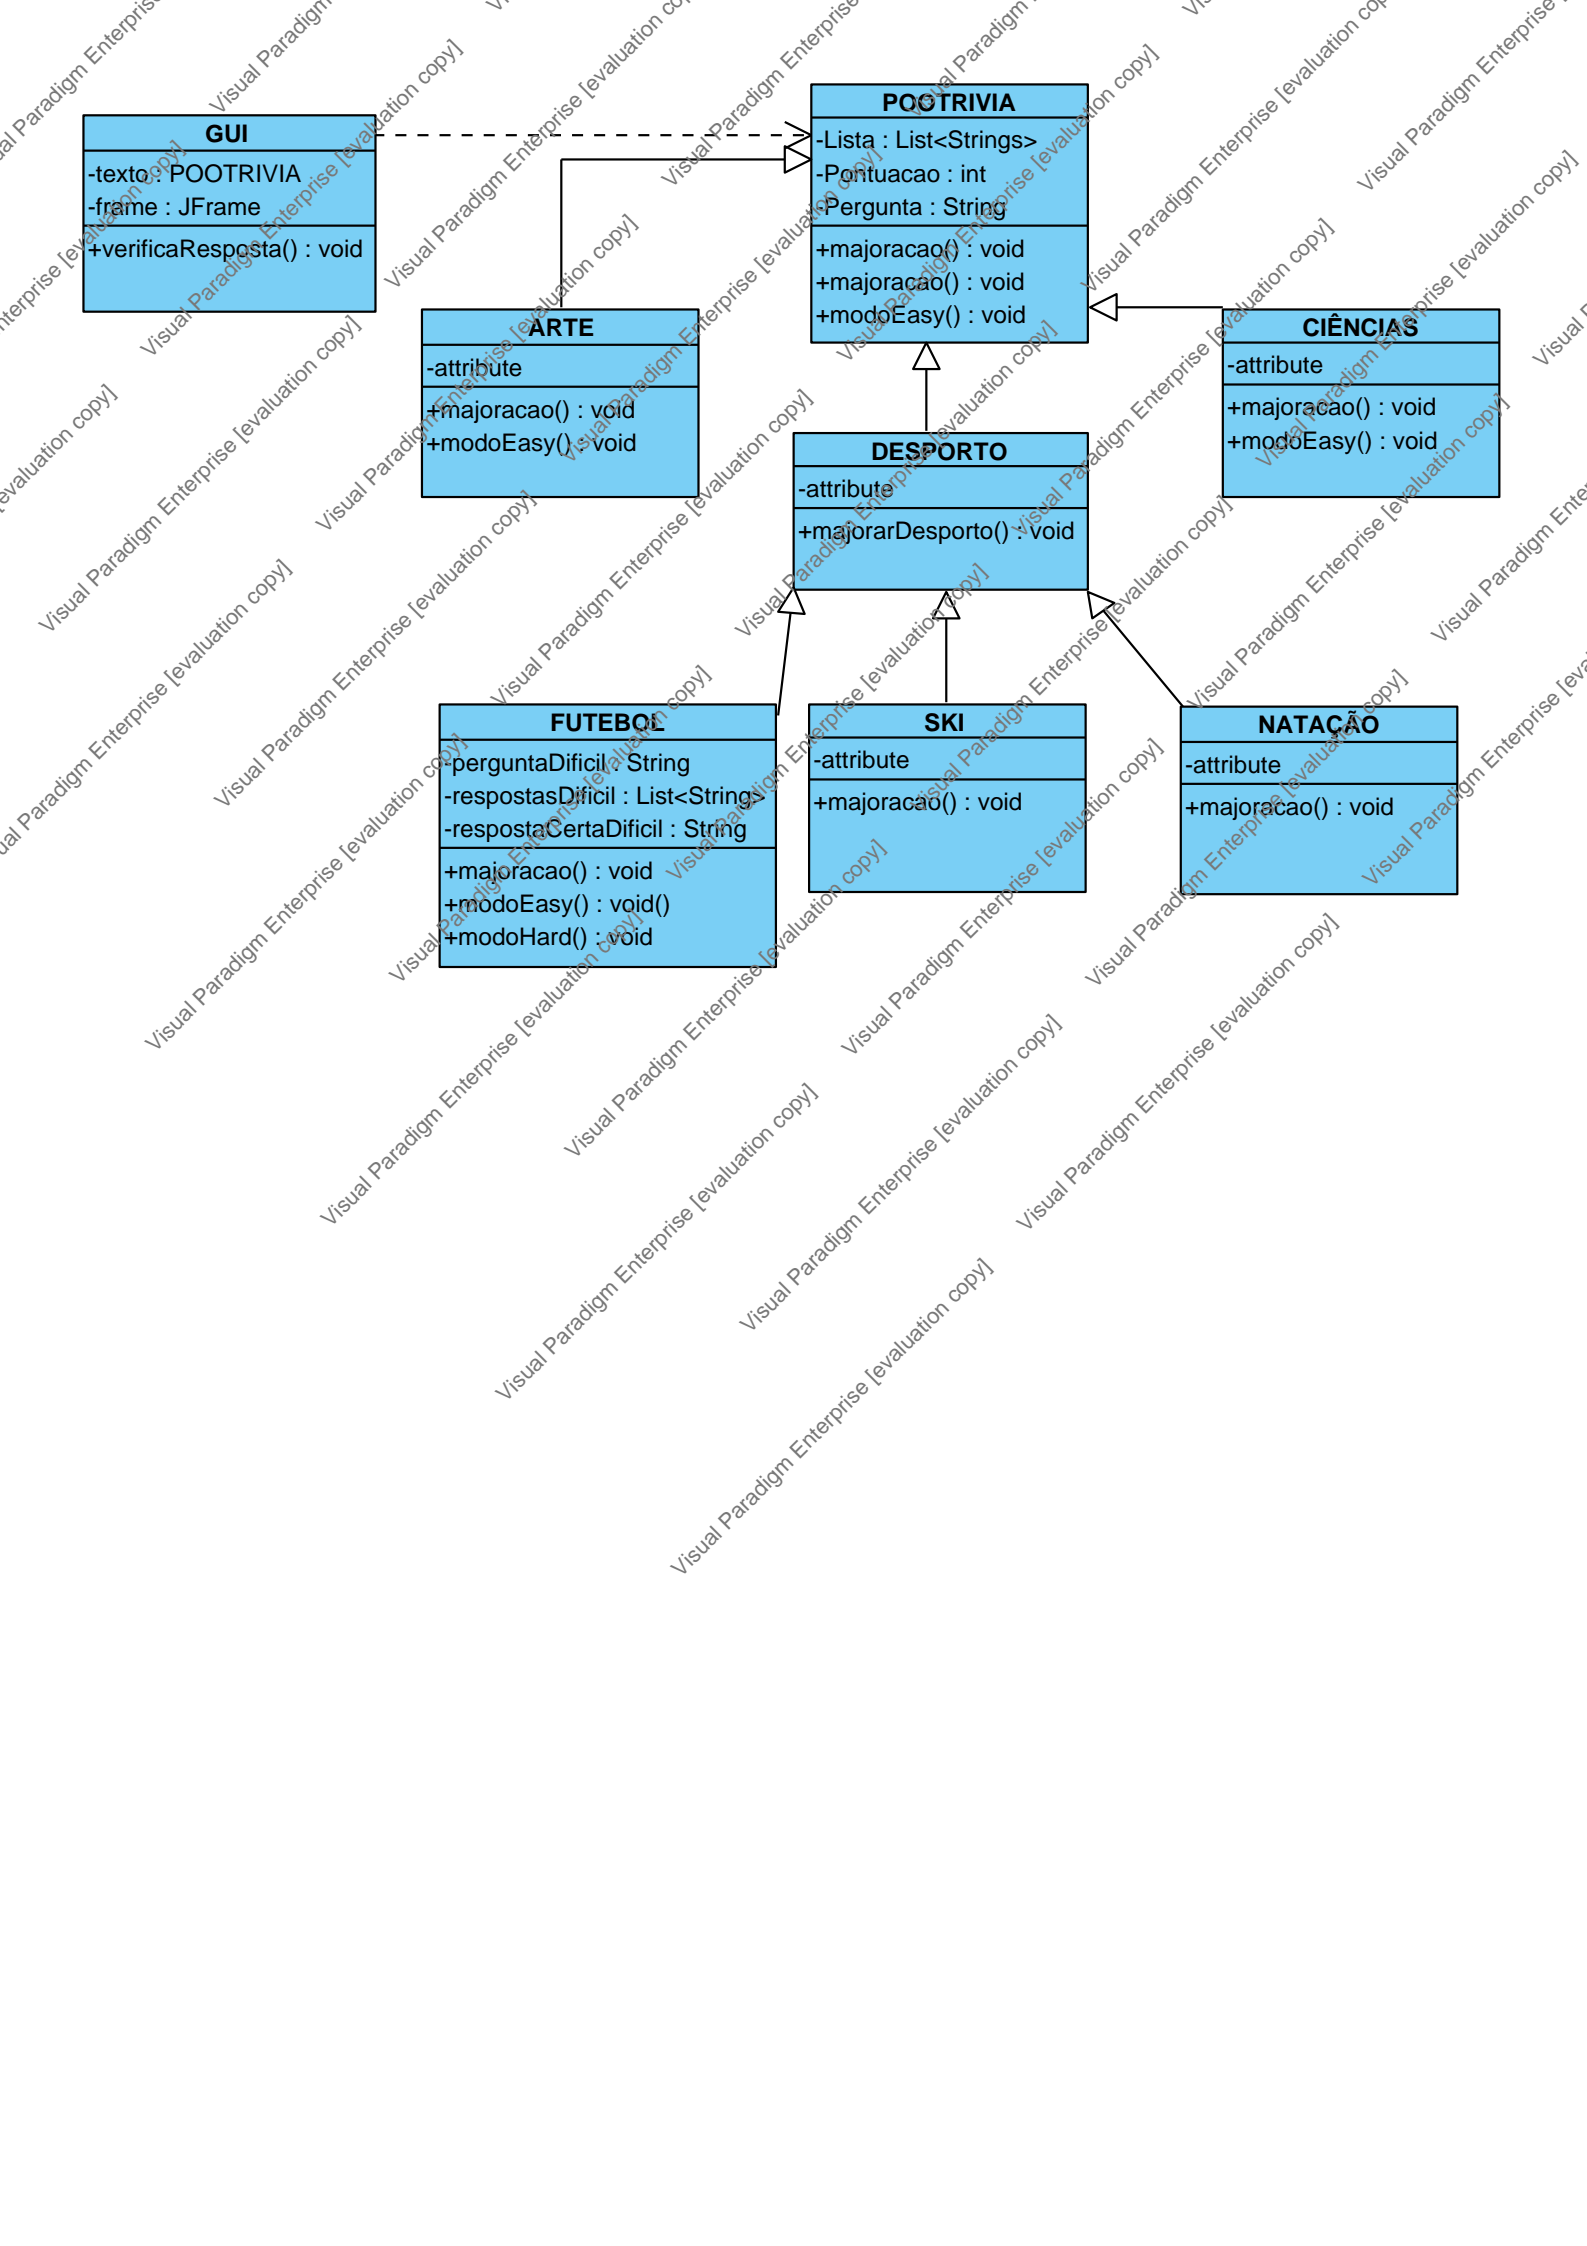 GUI
-texto : POOTRIVIA
-frame : JFrame
+verificaResposta() : void
POOTRIVIA
-Lista : List<Strings>
-Pontuacao : int
-Pergunta : String
+majoracao() : void
+majoracao() : void
+modoEasy() : void
ARTE
-attribute
+majoracao() : void
+modoEasy() : void
CIÊNCIAS
-attribute
+majoracao() : void
+modoEasy() : void
DESPORTO
-attribute
+majorarDesporto() : void
FUTEBOL
-perguntaDificil : String
-respostasDificil : List<String>
-respostaCertaDificil : String
+majoracao() : void
+modoEasy() : void()
+modoHard() : void
SKI
-attribute
+majoracao() : void
NATAÇÃO
-attribute
+majoracao() : void
Visual Paradigm Enterprise [evaluation copy]